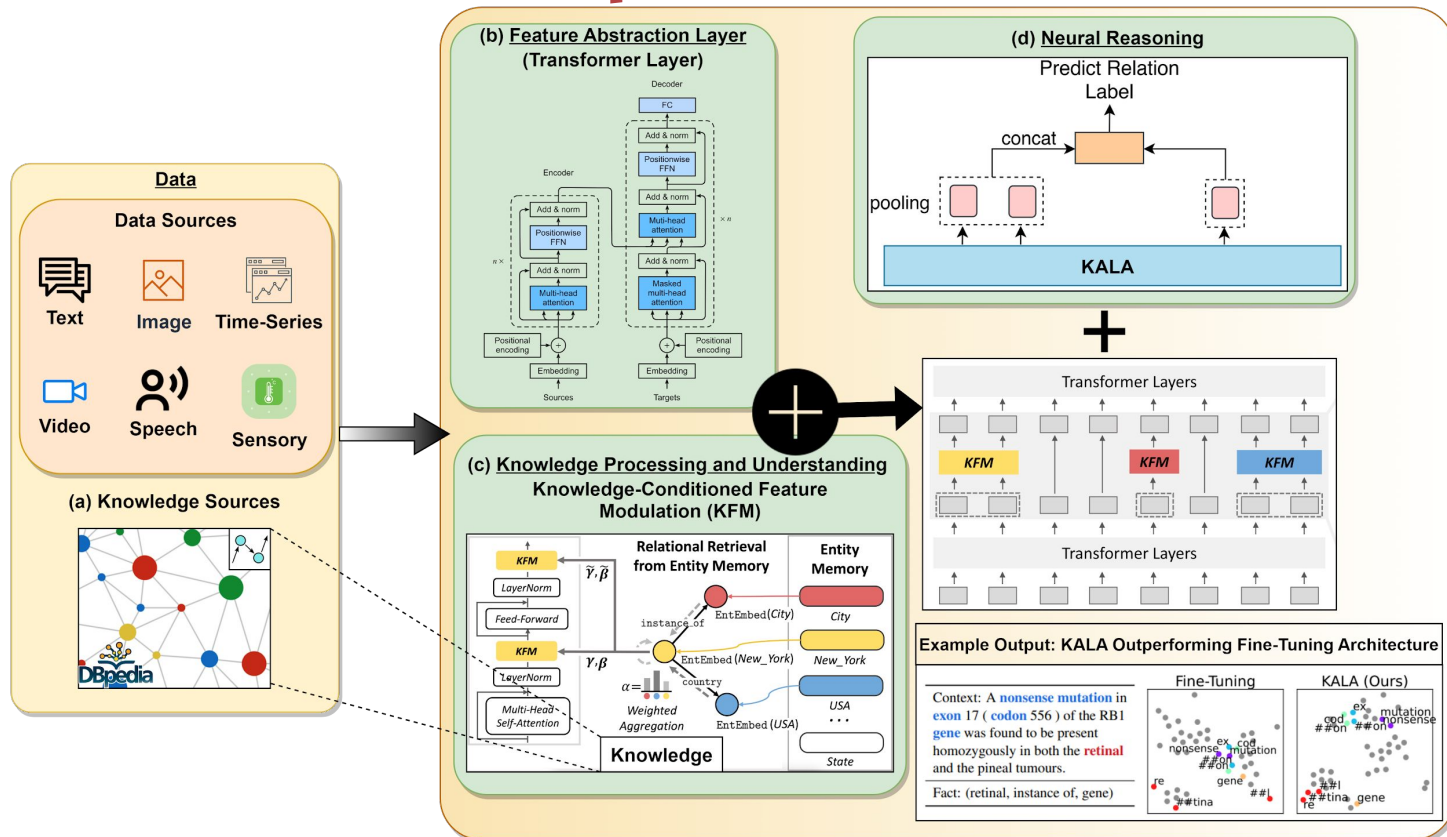 Data
Data Sources
Text
Image
Time-Series
Video
Speech
Sensory
(a) Knowledge Sources
DBpedia
(b) Feature Abstraction Layer
(Transformer Layer)
Decoder
FC
Add & norm
Positionwise
FFN
Add & norm
Muti-head
attention
× n
Add & norm
Masked
multi-head
attention
Positional
encoding
+
Embedding
Targets
Encoder
Add & norm
Positionwise
FFN
n ×
Add & norm
Multi-head
attention
Positional
encoding
+
Embedding
Sources
(c) Knowledge Processing and Understanding
Knowledge-Conditioned Feature
Modulation (KFM)
KFM
LayerNorm
Feed-Forward
KFM
LayerNorm
Multi-Head
Self-Attention
γ̃, β̃
γ, β
Relational Retrieval
from Entity Memory
instance of
country
α=
Weighted
Aggregation
EntEmbed(City)
EntEmbed(New_York)
EntEmbed(USA)
Entity
Memory
City
New_York
USA
...
State
Knowledge
(d) Neural Reasoning
Predict Relation
Label
concat
pooling
KALA
Transformer Layers
KFM
KFM
KFM
Transformer Layers
Example Output: KALA Outperforming Fine-Tuning Architecture
Context: A nonsense mutation in
exon 17 ( codon 556 ) of the RB1
gene was found to be present
homozygously in both the retinal
and the pineal tumours.
Fact: (retinal, instance of, gene)
Fine-Tuning
ex
cod
nonsense
mutation
##on
##on
gene
re
##l
##tina
KALA (Ours)
ex
mutation
cod
##on
nonsense
##on
##l
##tina
gene
re